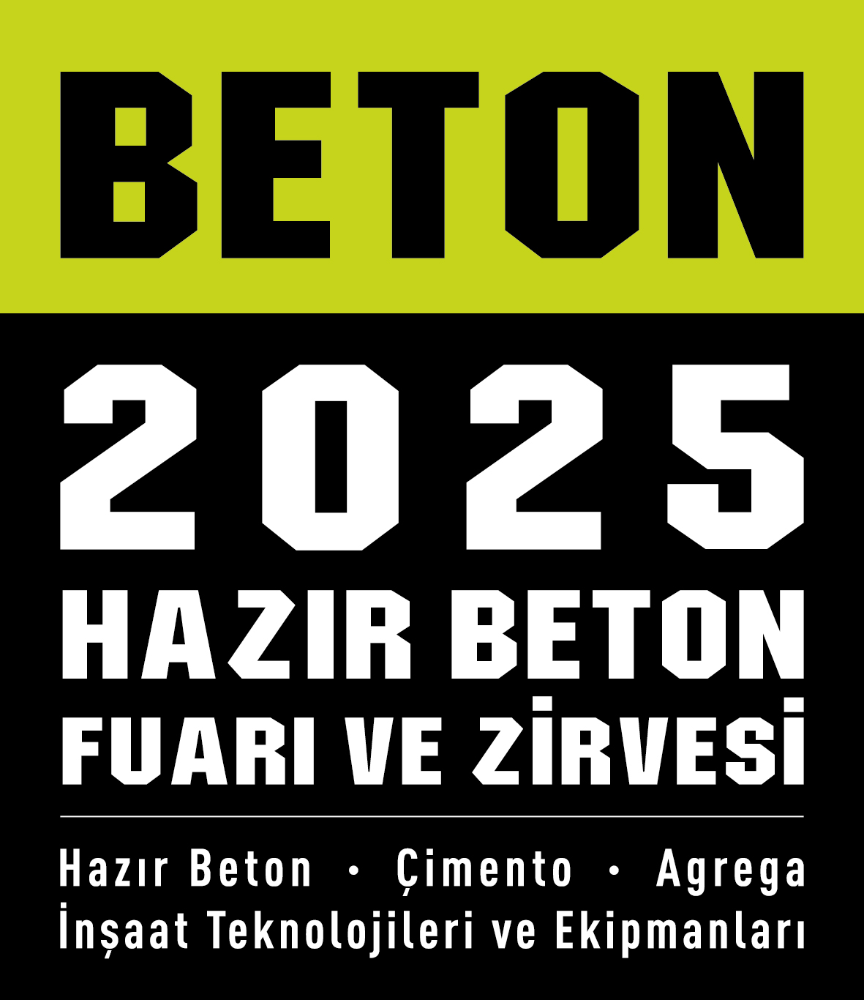 BETON
2025
HAZIR BETON
FUARI VE ZİRVESİ
Hazır Beton • Çimento • Agrega
İnşaat Teknolojileri ve Ekipmanları